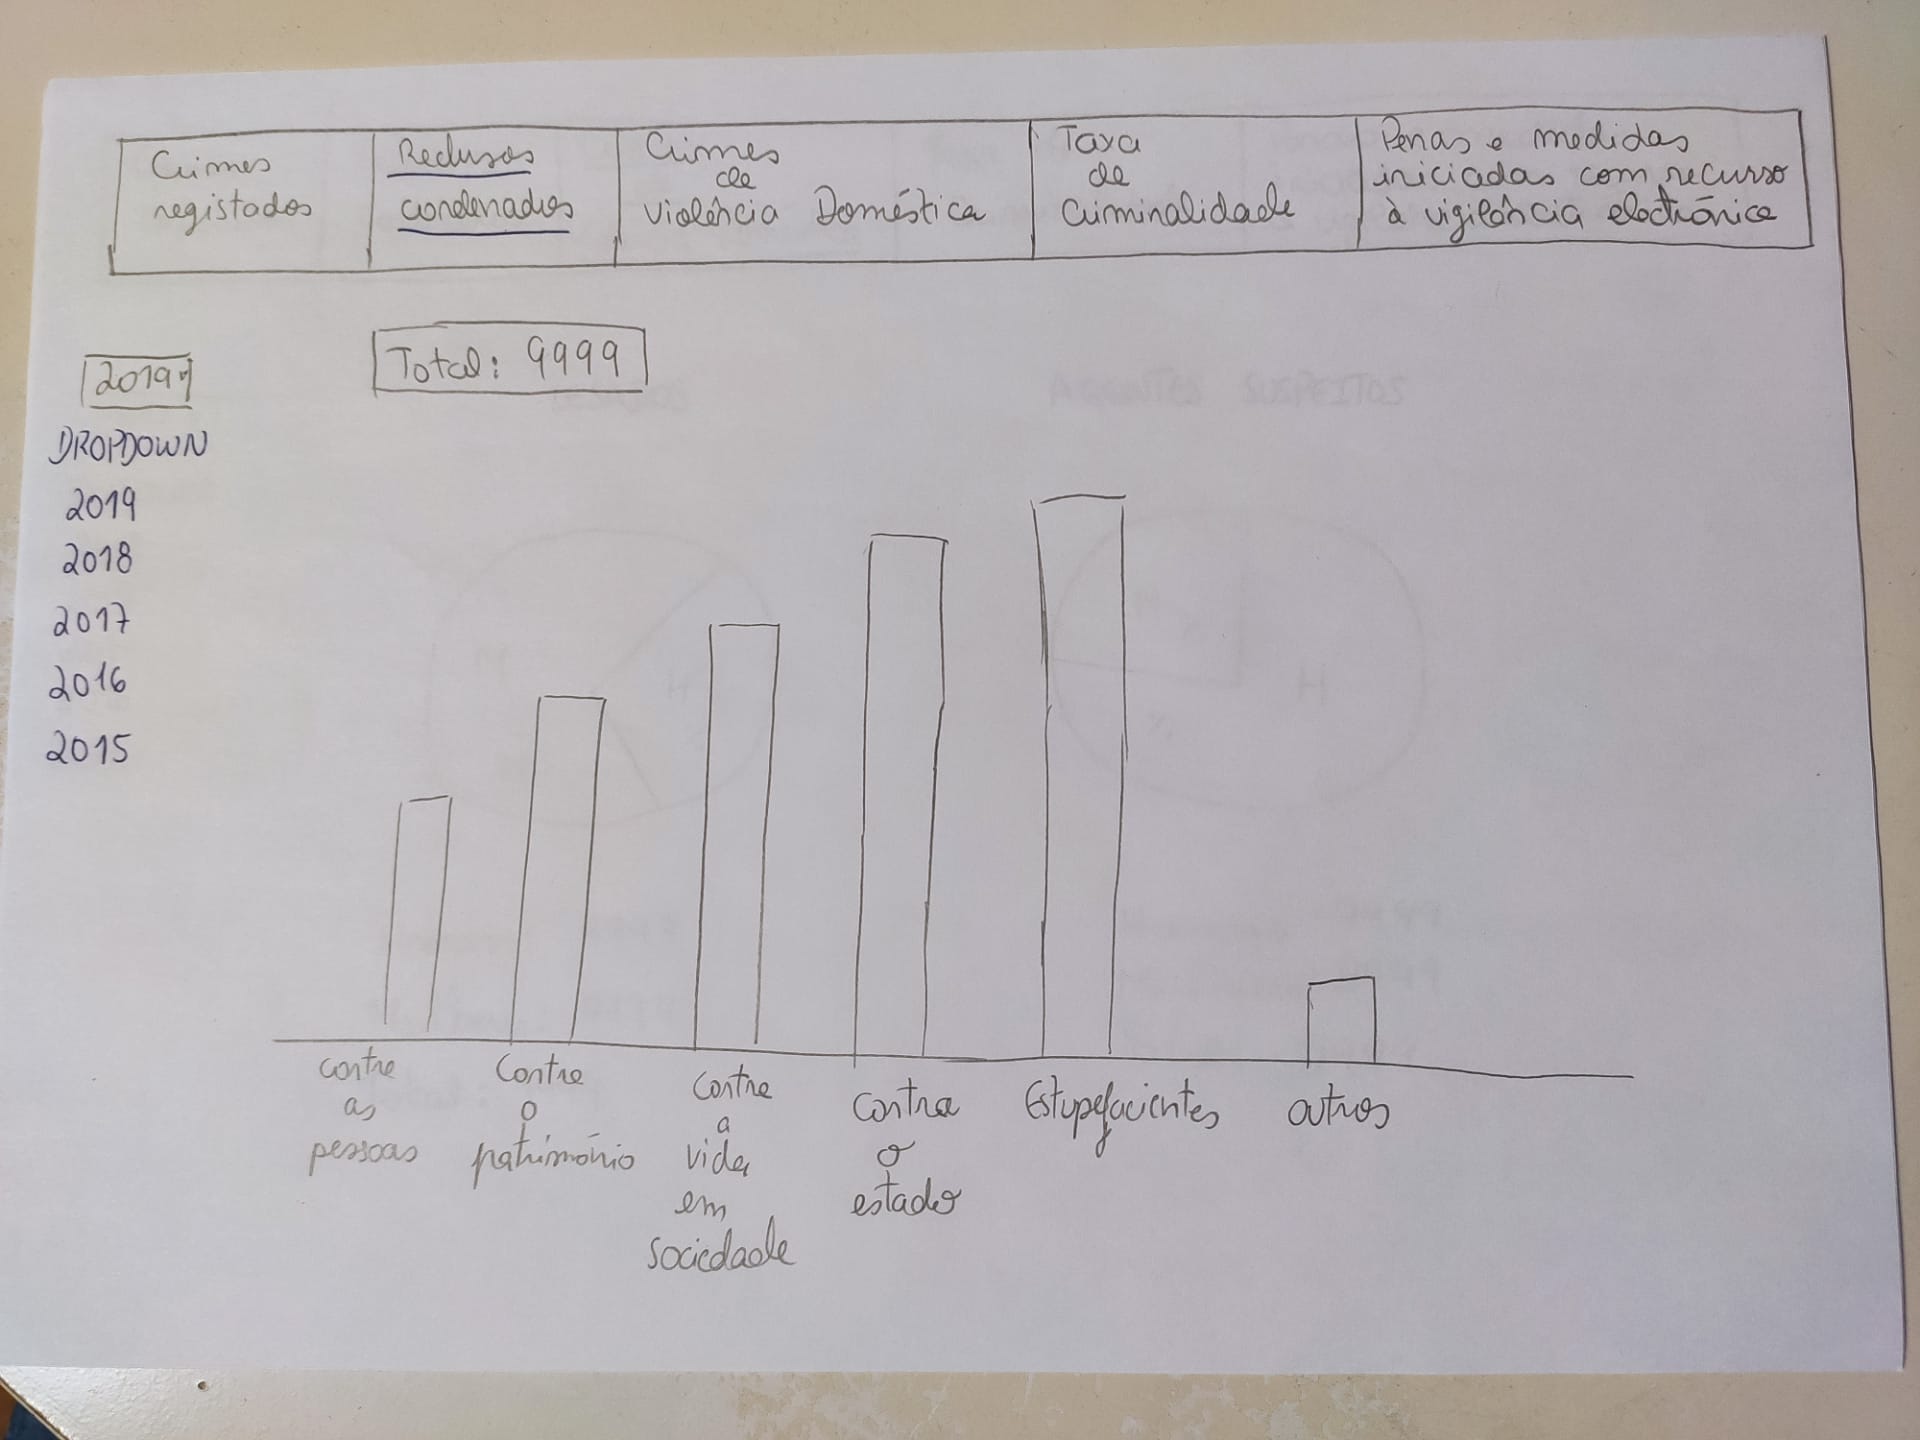 Crimes
registados
Reclusos
condenados
Crimes
de
violência Doméstica
Taxa
de
Criminalidade
Penas e medidas
iniciadas com recurso
à vigilância electrónica
2019
Total: 9999
DROPDOWN
2019
2018
2017
2016
2015
contra
as
pessoas
Contra
o
património
Contra
a
vida
em
sociedade
Contra
o
estado
Estupefacientes
outros
AGENTES SUSPEITOS
H